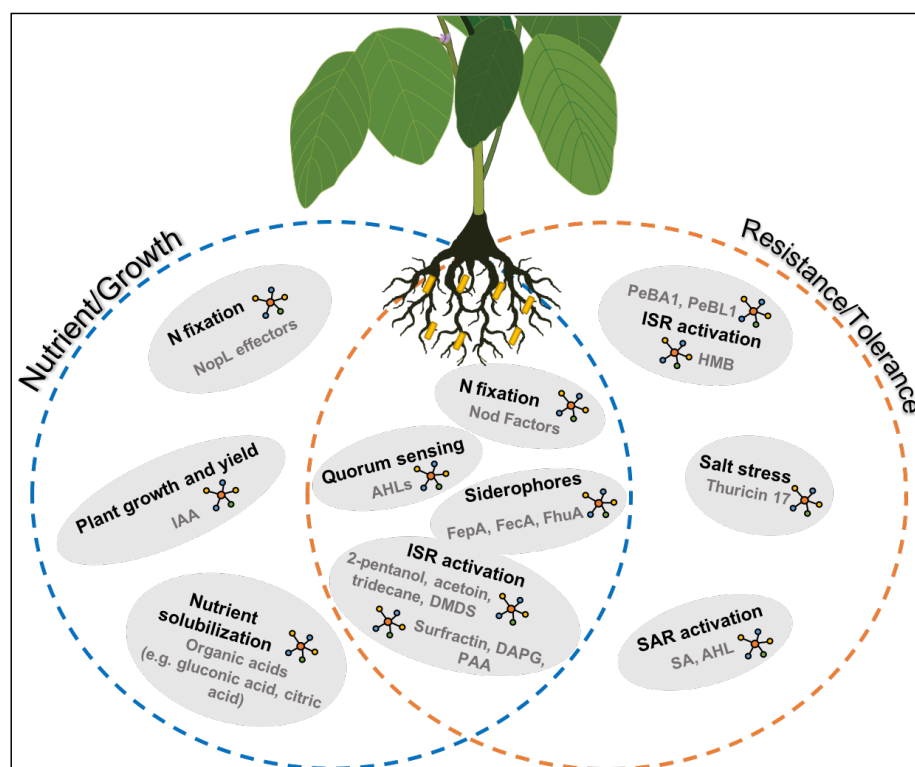 Nutrient/Growth
Resistance/Tolerance
N fixation
NopL effectors
Plant growth and yield
IAA
Nutrient
solubilization
Organic acids
(e.g. gluconic acid, citric
acid)
N fixation
Nod Factors
Quorum sensing
AHLs
Siderophores
FepA, FecA, FhuA
ISR activation
2-pentanol, acetoin,
tridecane, DMDS
Surfractin, DAPG,
PAA
PeBA1, PeBL1
ISR activation
HMB
Salt stress
Thuricin 17
SAR activation
SA, AHL